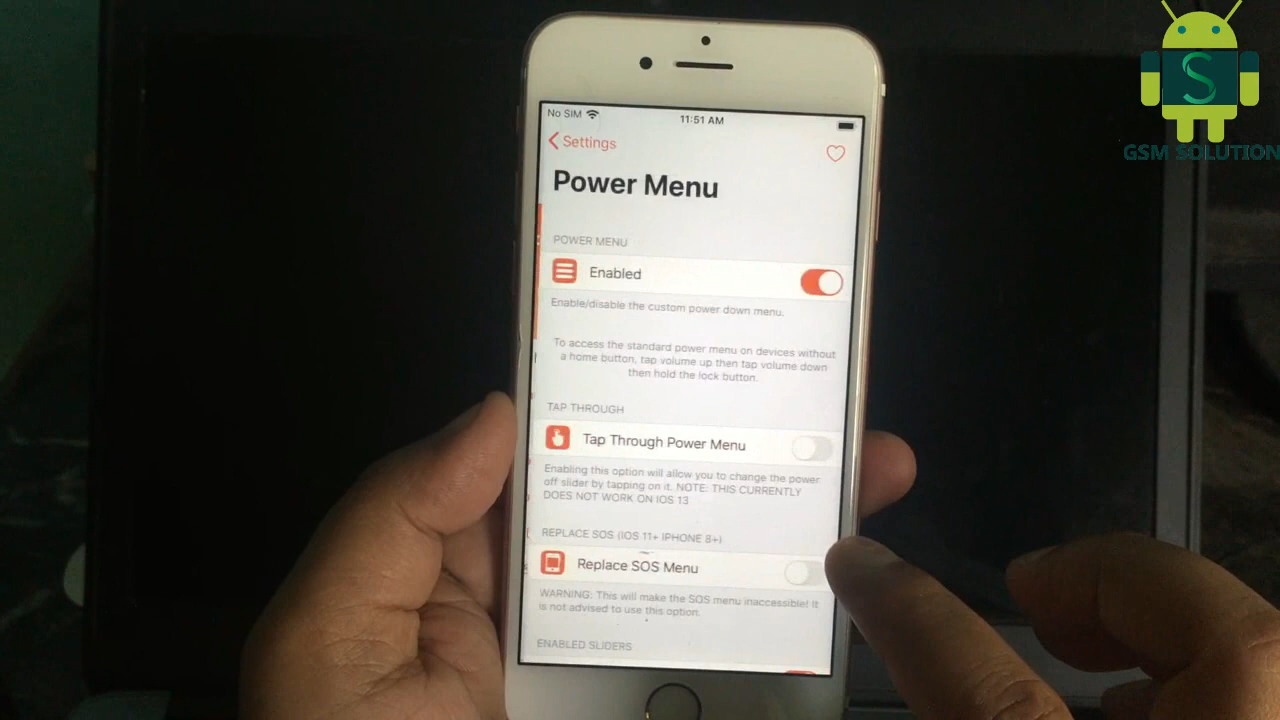 No SIM
11:51 AM
Settings
Power Menu
POWER MENU
Enabled
Enable/disable the custom power down menu.
To access the standard power menu on devices without
a home button, tap volume up then tap volume down
then hold the lock button.
TAP THROUGH
Tap Through Power Menu
Enabling this option will allow you to change the power
off slider by tapping on it. NOTE: THIS CURRENTLY
DOES NOT WORK ON IOS 13
REPLACE SOS (IOS 11+ IPHONE 8+)
Replace SOS Menu
WARNING: This will make the SOS menu inaccessible! It
is not advised to use this option.
ENABLED SLIDERS
S
GSM SOLUTION